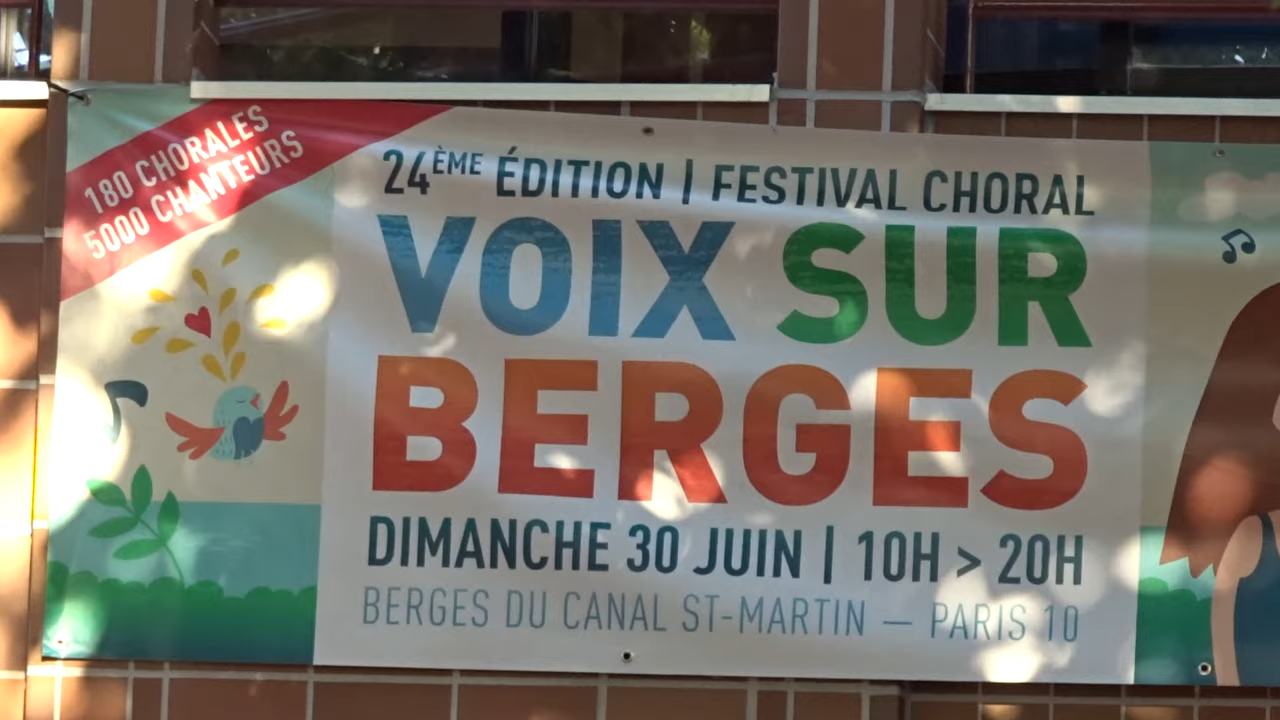 180 CHORALES
5000 CHANTEURS
24ÈME ÉDITION | FESTIVAL CHORAL
VOIX SUR
BERGES
DIMANCHE 30 JUIN | 10H > 20H
BERGES DU CANAL ST-MARTIN — PARIS 10